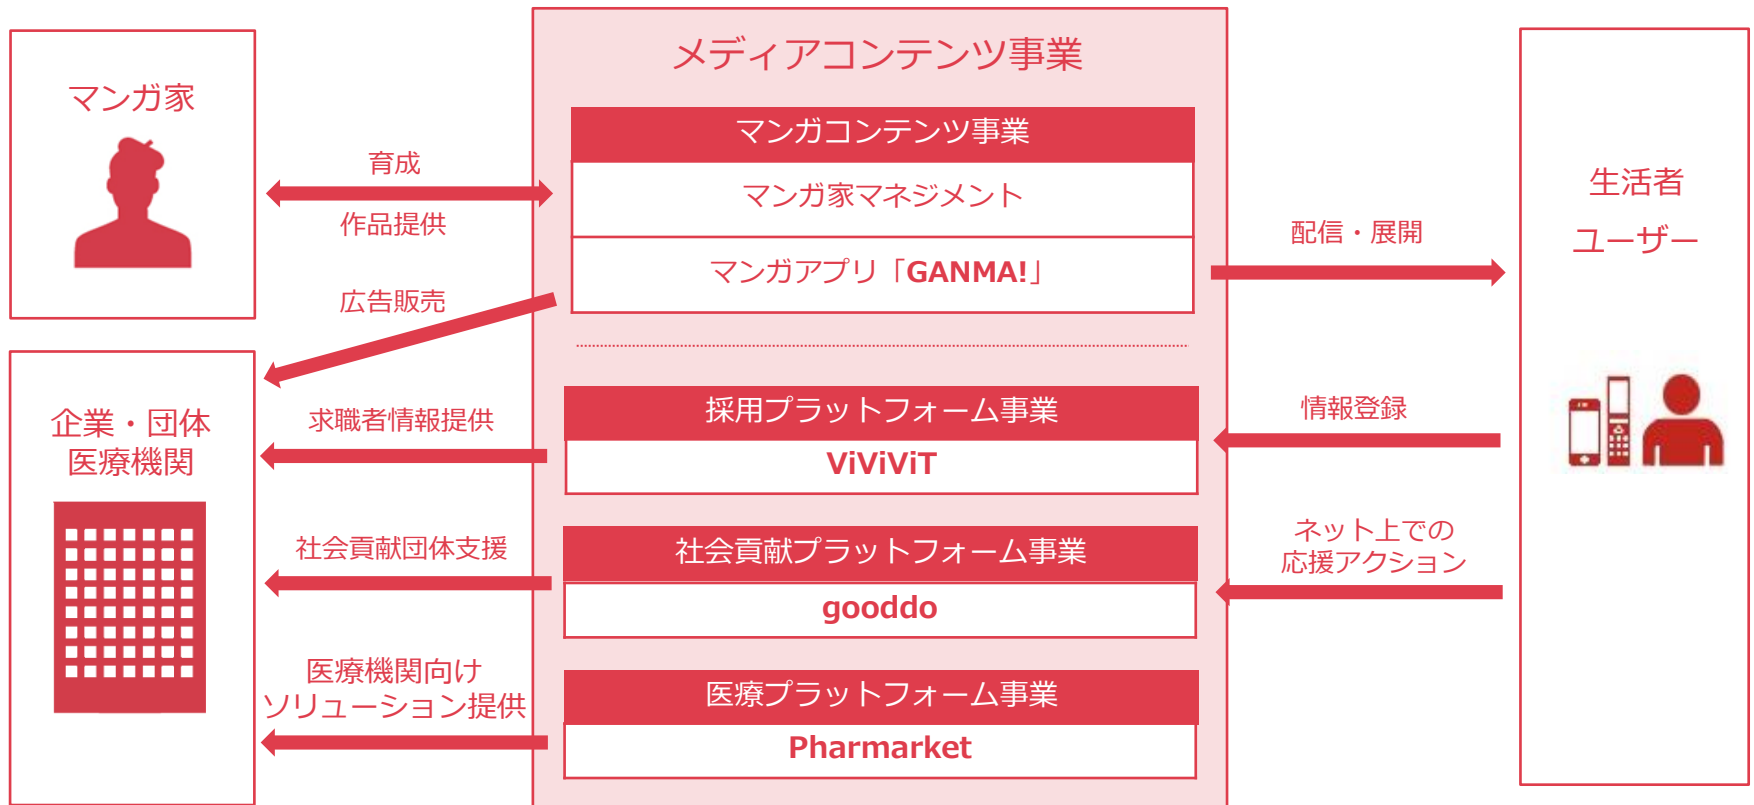 メディアコンテンツ事業
マンガ家
育成
作品提供
広告販売
マンガコンテンツ事業
マンガ家マネジメント
マンガアプリ「GANMA!」
配信・展開
生活者
ユーザー
企業・団体
医療機関
求職者情報提供
採用プラットフォーム事業
ViViViT
情報登録
社会貢献団体支援
社会貢献プラットフォーム事業
gooddo
ネット上での
応援アクション
医療機関向け
ソリューション提供
医療プラットフォーム事業
Pharmarket